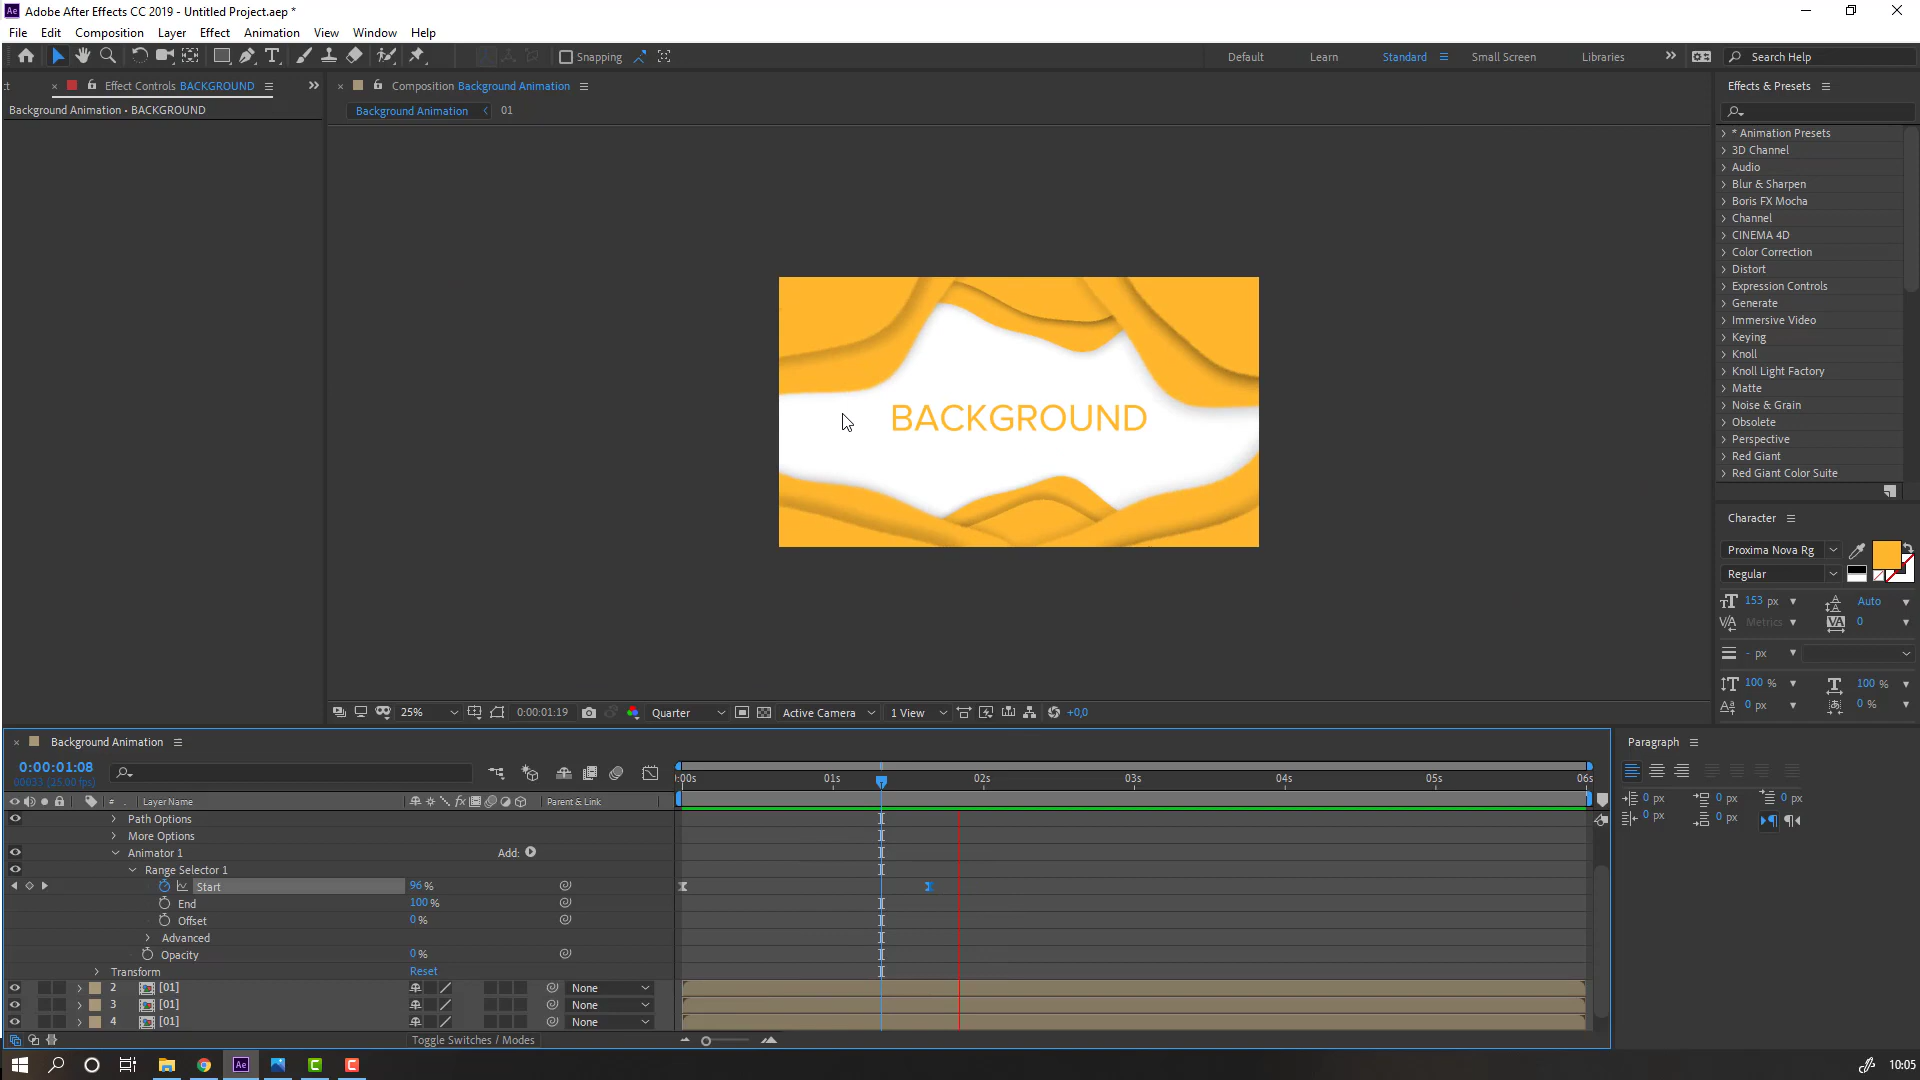 Adobe After Effects CC 2019 - Untitled Project.aep *
File Edit Composition Layer Effect Animation View Window Help
Snapping
Default Learn Standard Small Screen Libraries
Search Help
Effect Controls BACKGROUND
Background Animation • BACKGROUND
Composition Background Animation
Background Animation 01
BACKGROUND
25% 0:00:01:19 Quarter Active Camera 1 View +0,0
Effects & Presets
* Animation Presets
3D Channel
Audio
Blur & Sharpen
Boris FX Mocha
Channel
CINEMA 4D
Color Correction
Distort
Expression Controls
Generate
Immersive Video
Keying
Knoll
Knoll Light Factory
Matte
Noise & Grain
Obsolete
Perspective
Red Giant
Red Giant Color Suite
Character
Proxima Nova Rg
Regular
153 px Auto
Metrics 0
- px
100 % 100 %
0 px 0 %
Paragraph
0 px 0 px 0 px
0 px 0 px
Background Animation
0:00:01:08
00033 (25.00 fps)
:00s 01s 02s 03s 04s 05s 06s
# Layer Name Parent & Link
Path Options
More Options
Animator 1 Add:
Range Selector 1
Start 96 %
End 100 %
Offset 0 %
Advanced
Opacity 0 %
Transform Reset
2 [01] None
3 [01] None
4 [01] None
Toggle Switches / Modes
10:05